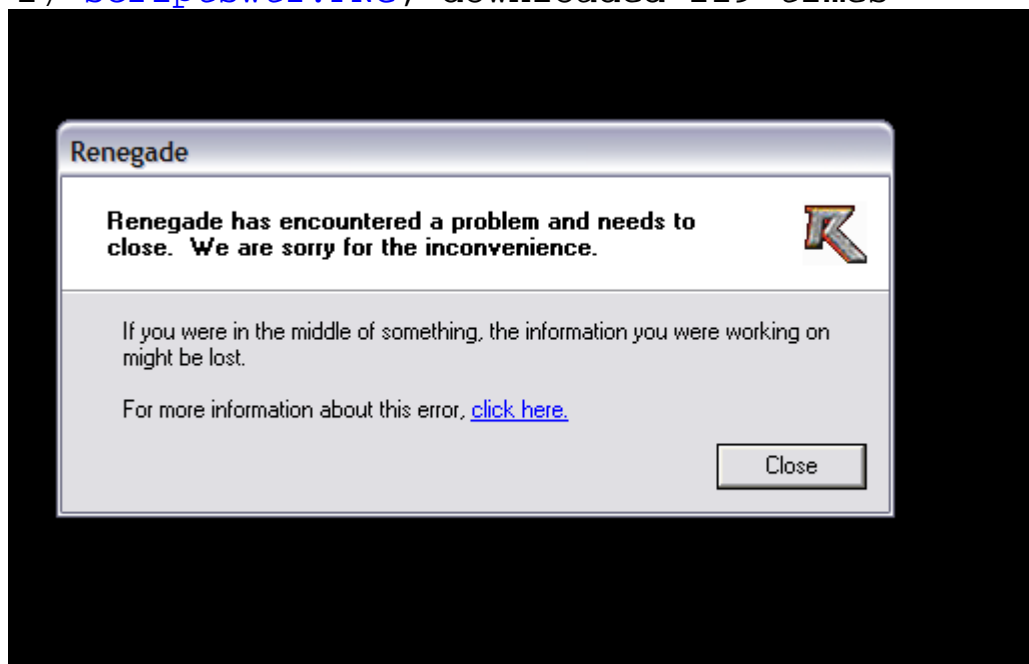 Renegade
Renegade has encountered a problem and needs to
close. We are sorry for the inconvenience.
If you were in the middle of something, the information you were working on
might be lost.
For more information about this error, click here.
Close